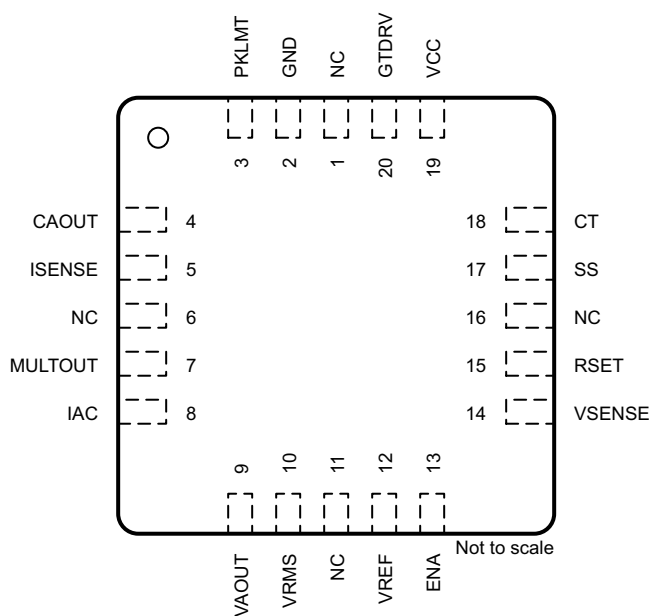 PKLMT GND NC GTDRV VCC
3 2 1 20 19
CAOUT 4 18 CT
ISENSE 5 17 SS
NC 6 16 NC
MULTOUT 7 15 RSET
IAC 8 14 VSENSE
9 10 11 12 13
Not to scale
VAOUT VRMS NC VREF ENA